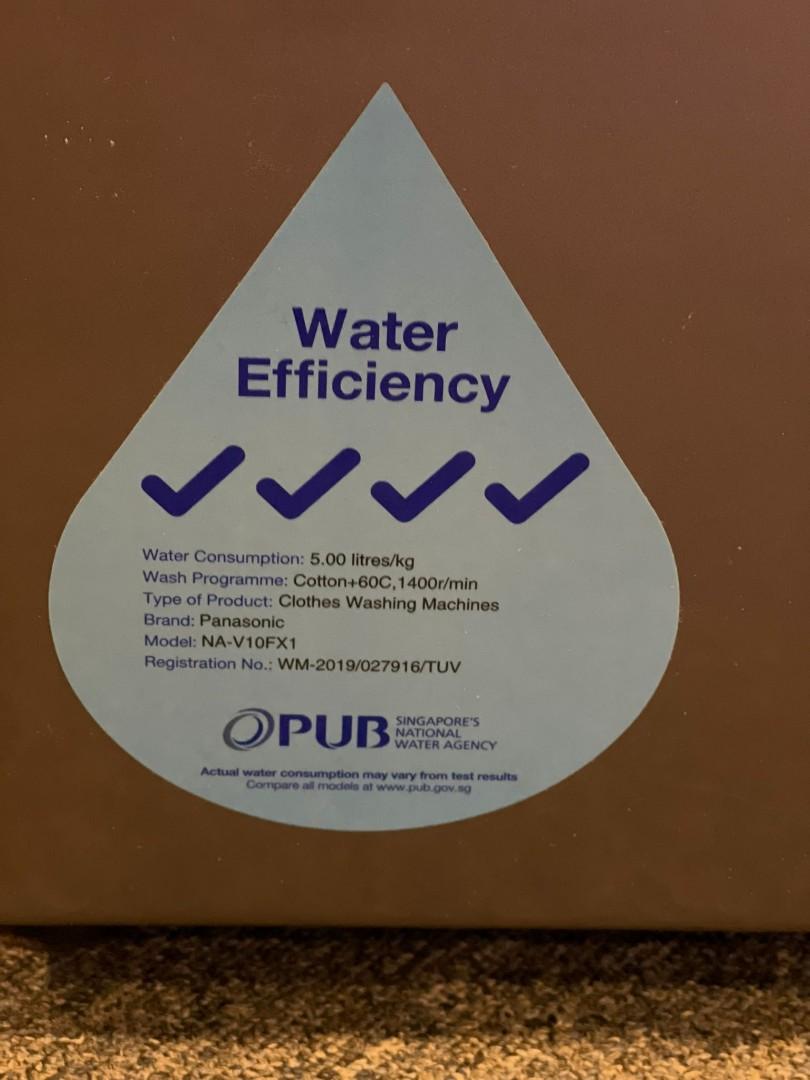 Water
Efficiency
Water Consumption: 5.00 litres/kg
Wash Programme: Cotton+60C,1400r/min
Type of Product: Clothes Washing Machines
Brand: Panasonic
Model: NA-V10FX1
Registration No.: WM-2019/027916/TUV
PUB SINGAPORE'S
NATIONAL
WATER AGENCY
Actual water consumption may vary from test results
Compare all models at www.pub.gov.sg